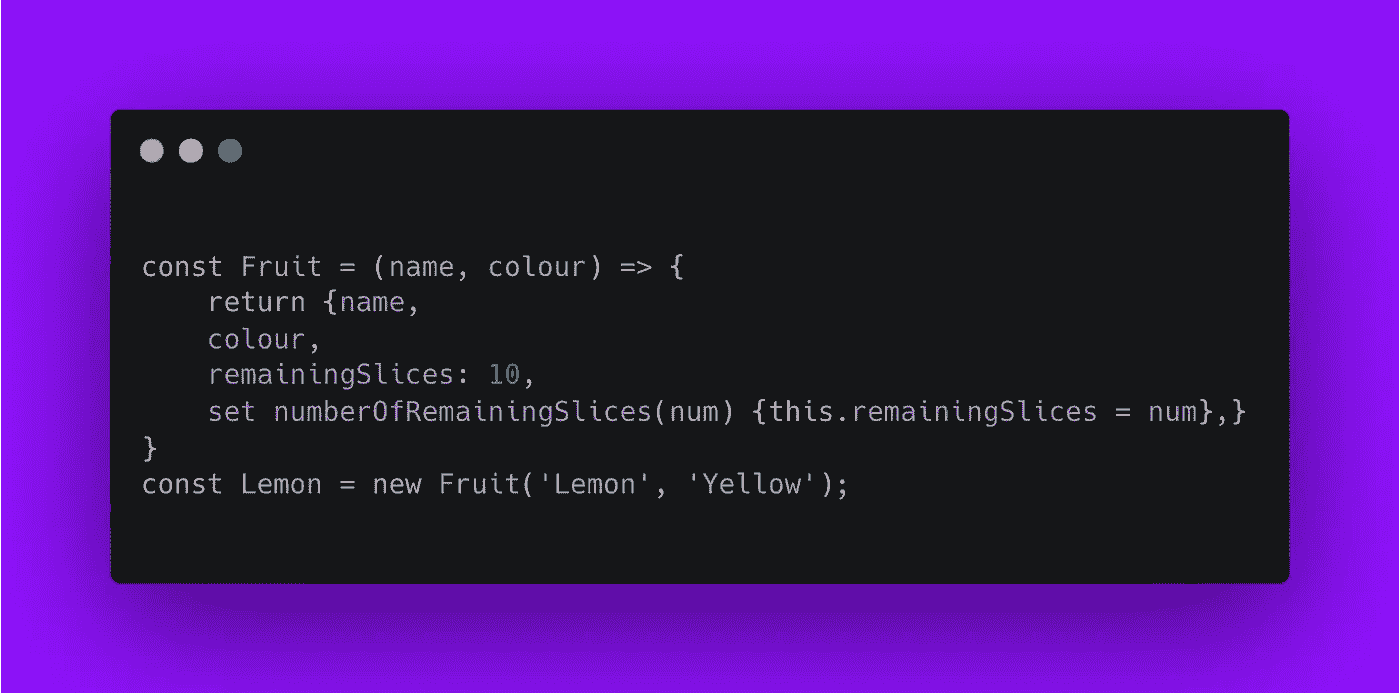 const Fruit = (name, colour) => {
    return {name,
    colour,
    remainingSlices: 10,
    set numberOfRemainingSlices(num) {this.remainingSlices = num},}
}
const Lemon = new Fruit('Lemon', 'Yellow');